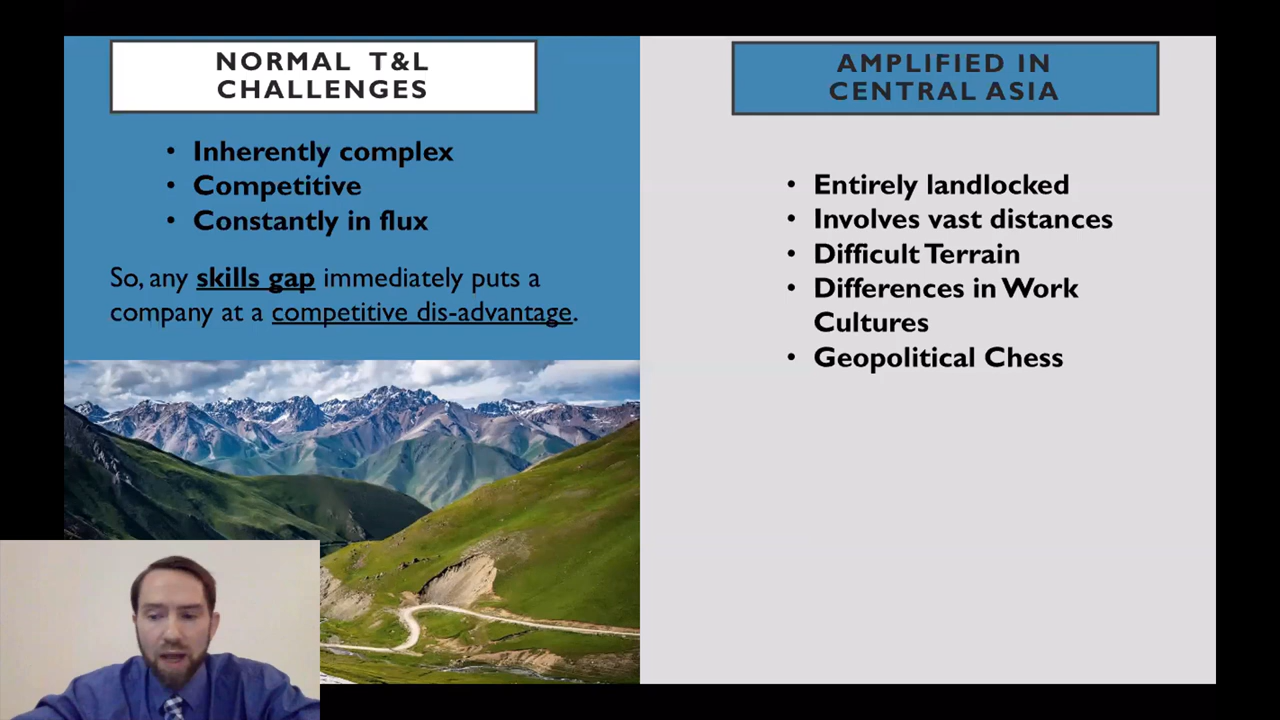 NORMAL T&L
CHALLENGES
• Inherently complex
• Competitive
• Constantly in flux
So, any skills gap immediately puts a
company at a competitive dis-advantage.
AMPLIFIED IN
CENTRAL ASIA
• Entirely landlocked
• Involves vast distances
• Difficult Terrain
• Differences in Work
Cultures
• Geopolitical Chess